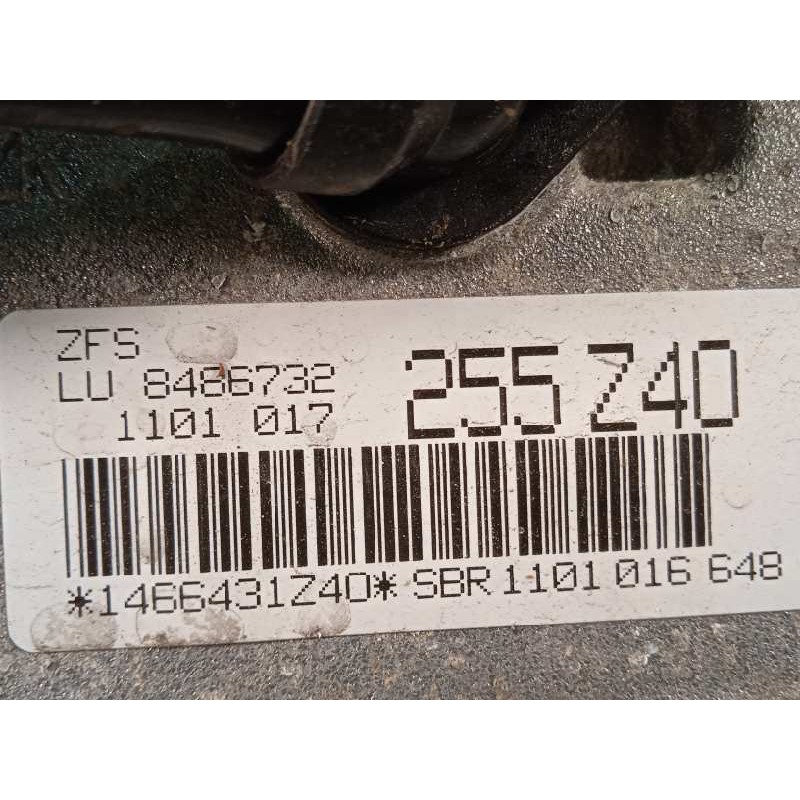 ZFS
LU 8486732
1101 017
255 Z40
*1466431Z40* SBR 1101 016 648